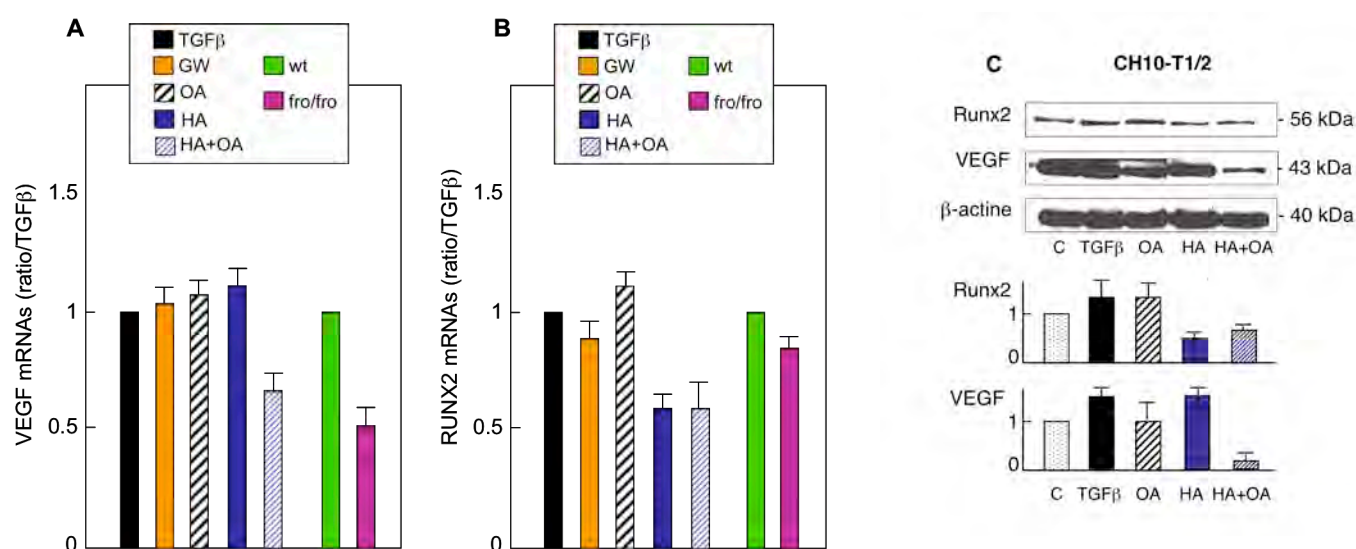 A
TGFβ
GW
OA
HA
HA+OA
wt
fro/fro
VEGF mRNAs (ratio/TGFβ)
1.5
1
0.5
0
B
TGFβ
GW
OA
HA
HA+OA
wt
fro/fro
RUNX2 mRNAs (ratio/TGFβ)
1.5
1
0.5
0
C
CH10-T1/2
Runx2
- 56 kDa
VEGF
- 43 kDa
β-actine
- 40 kDa
C TGFβ OA HA HA+OA
Runx2
1
0
VEGF
1
0
C TGFβ OA HA HA+OA